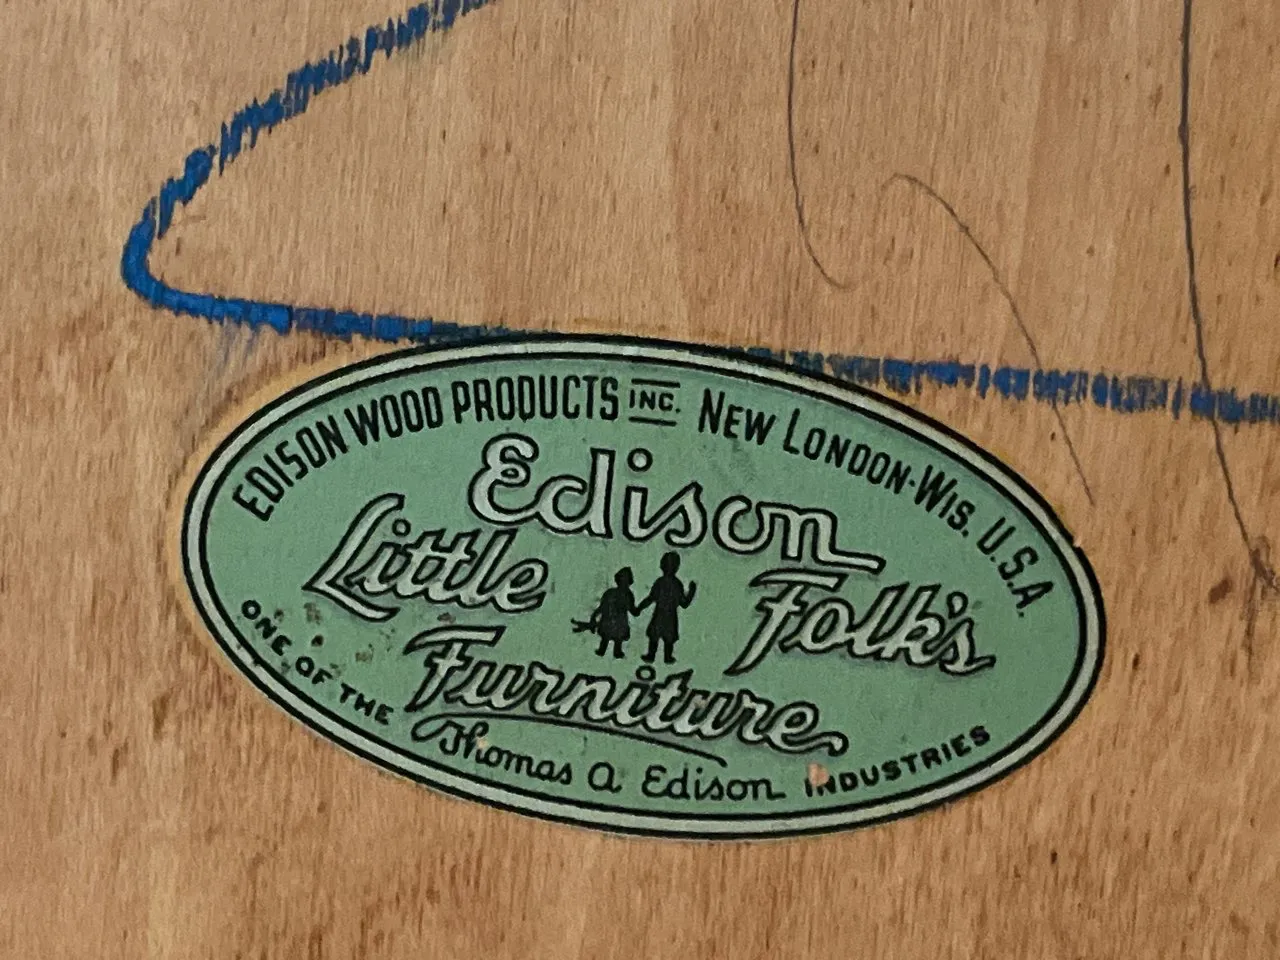 EDISON WOOD PRODUCTS INC. NEW LONDON-WIS. U.S.A.
Edison
Little Folk's
Furniture
ONE OF THE Thomas A Edison INDUSTRIES